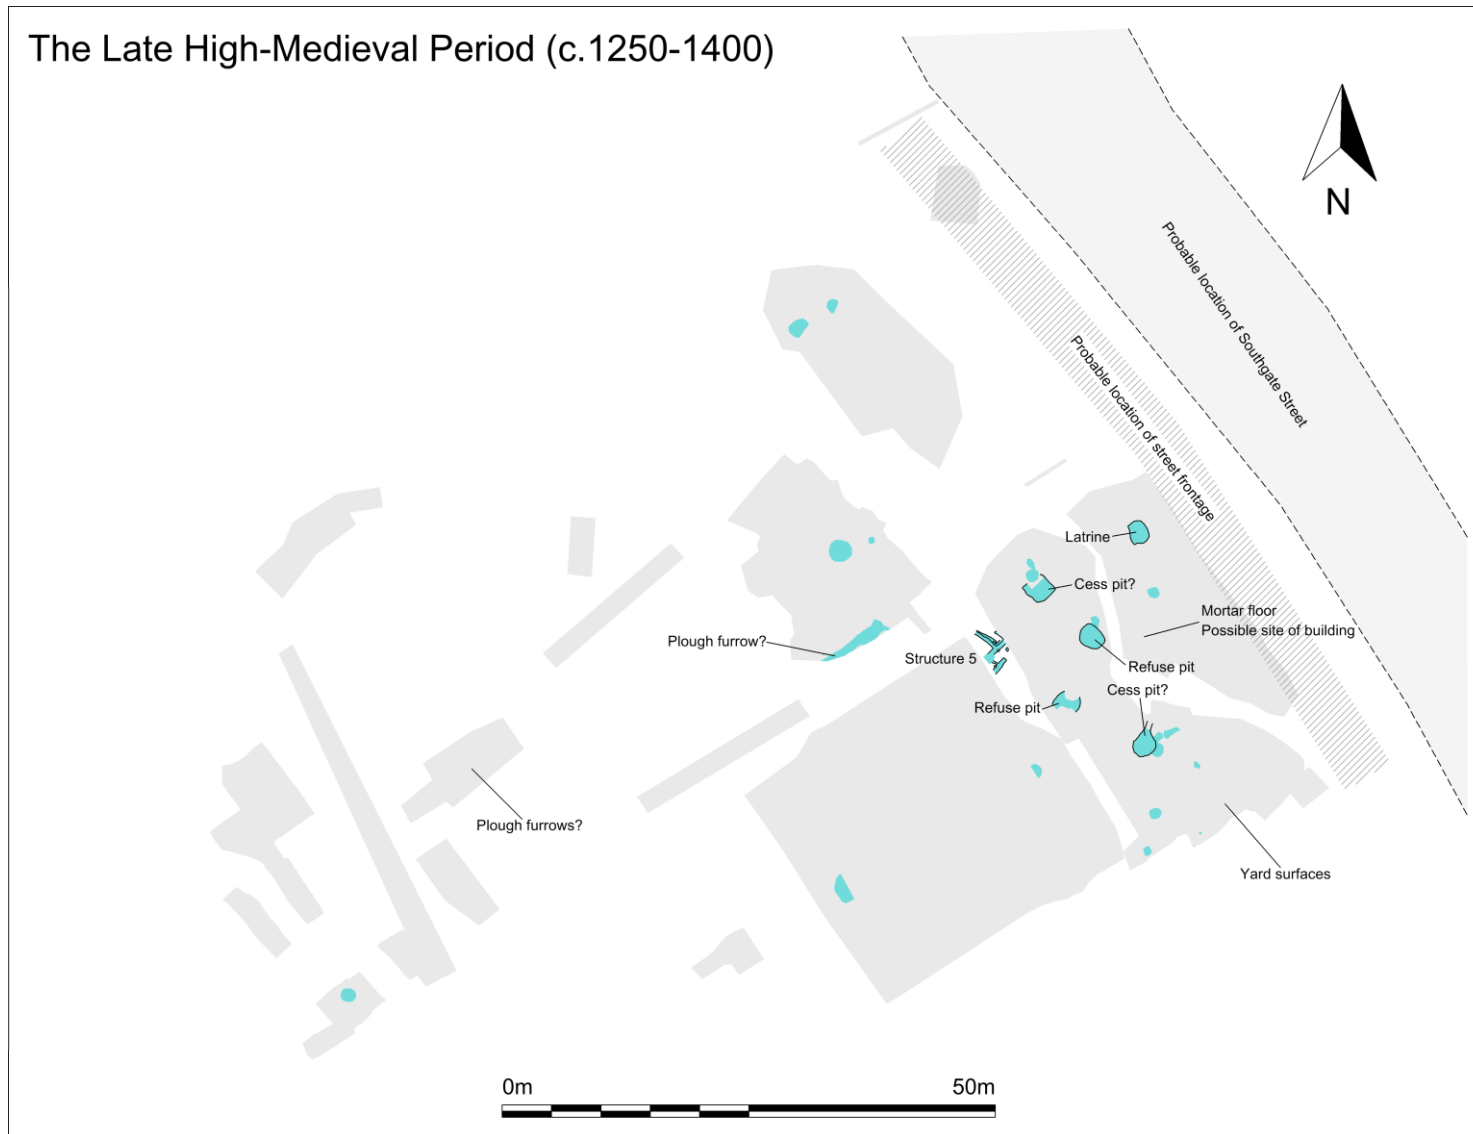 The Late High-Medieval Period (c.1250-1400)
N
Probable location of Southgate Street
Probable location of street frontage
Latrine
Cess pit?
Mortar floor
Possible site of building
Plough furrow?
Structure 5
Refuse pit
Cess pit?
Refuse pit
Plough furrows?
Yard surfaces
0m
50m